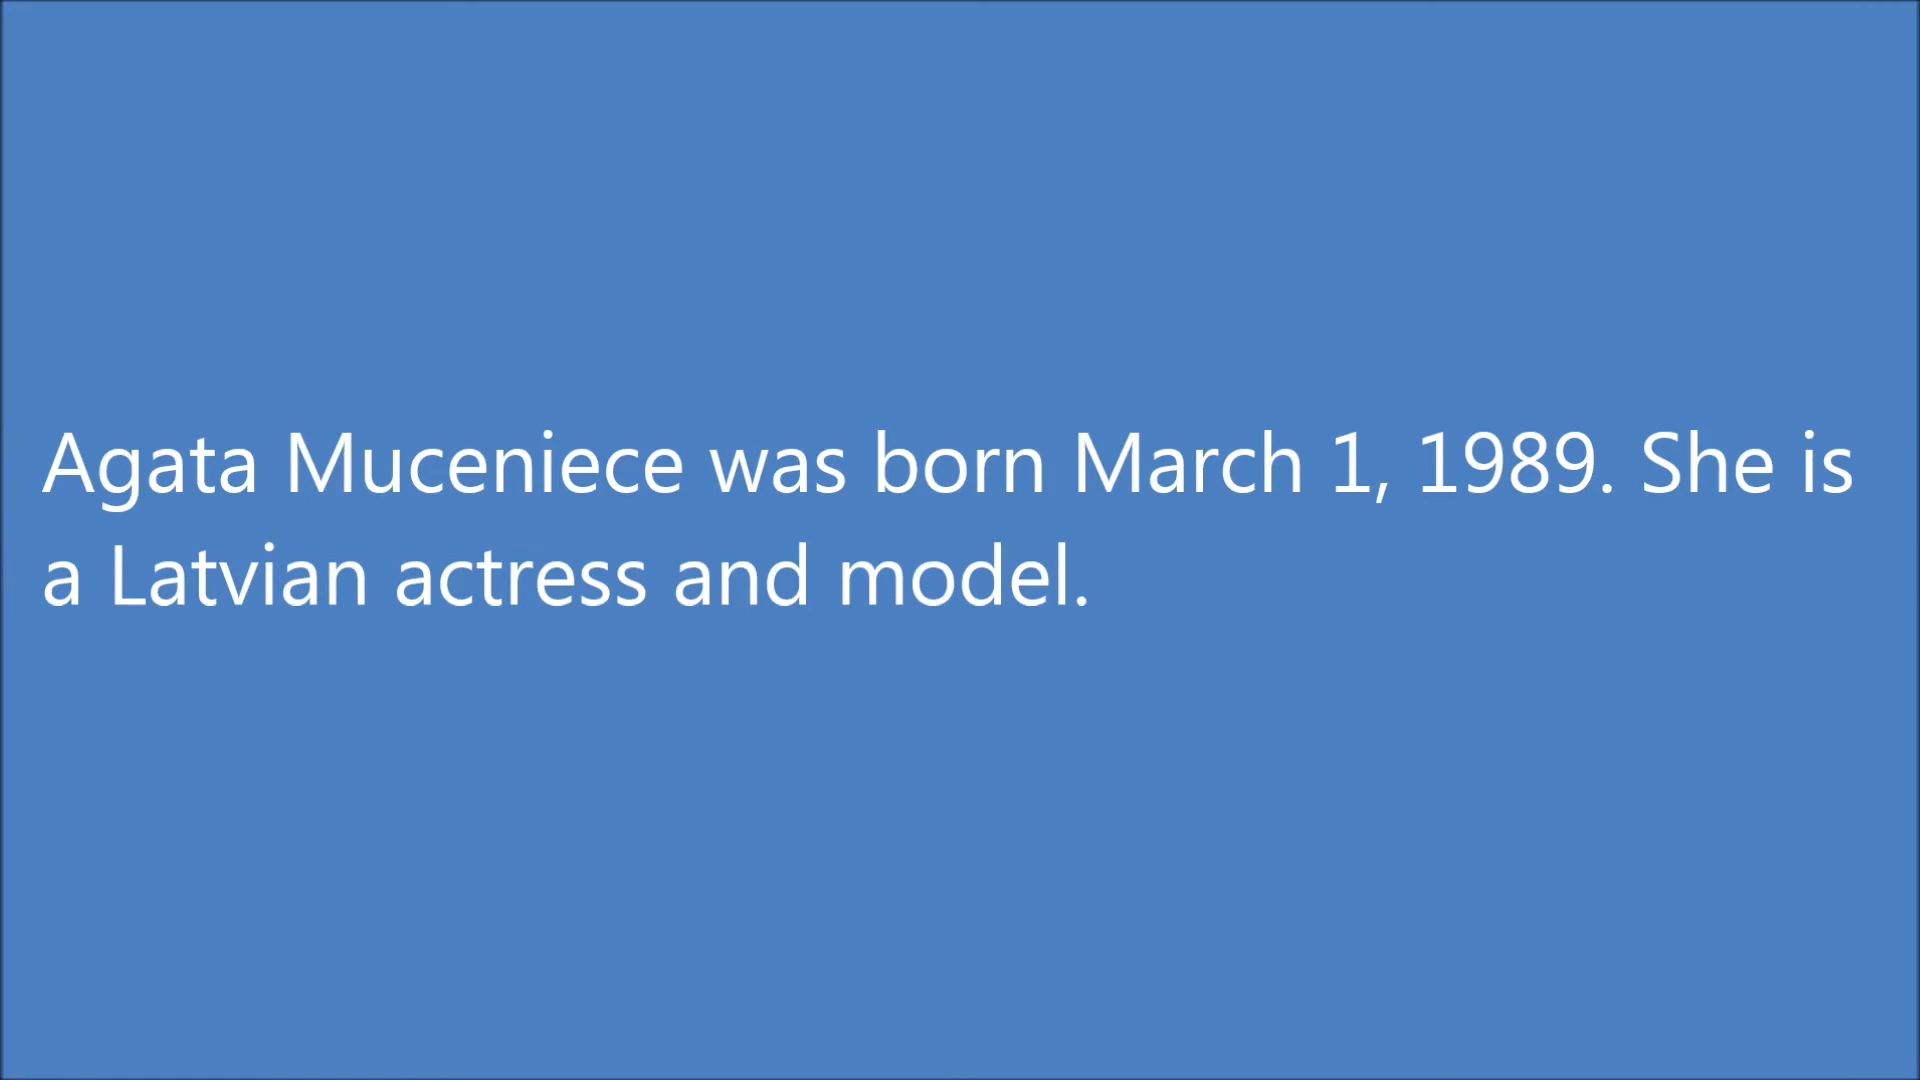 Agata Muceniece was born March 1, 1989. She is
a Latvian actress and model.